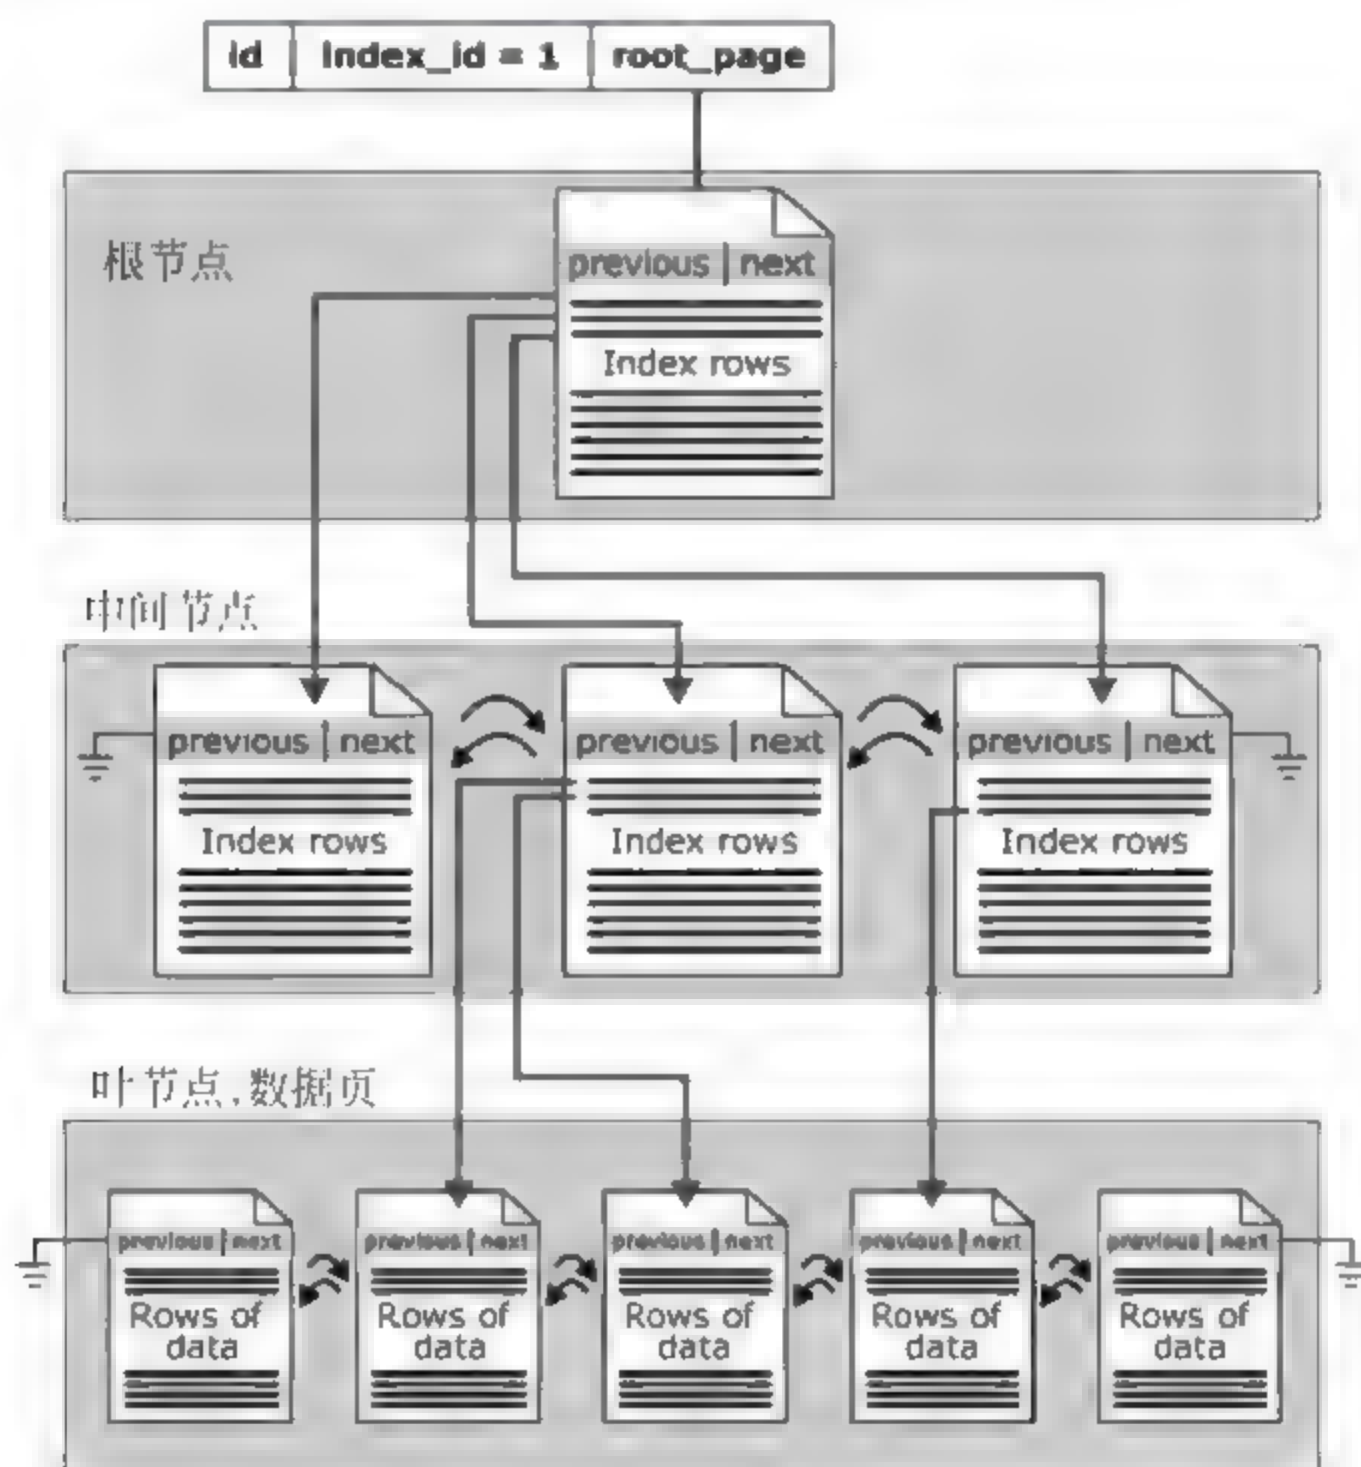 id | index_id = 1 | root_page
根节点
previous | next
Index rows
中间节点
previous | next previous | next previous | next
Index rows Index rows Index rows
叶节点,数据页
previous | next previous | next previous | next previous | next previous | next
Rows of Rows of Rows of Rows of Rows of
data data data data data